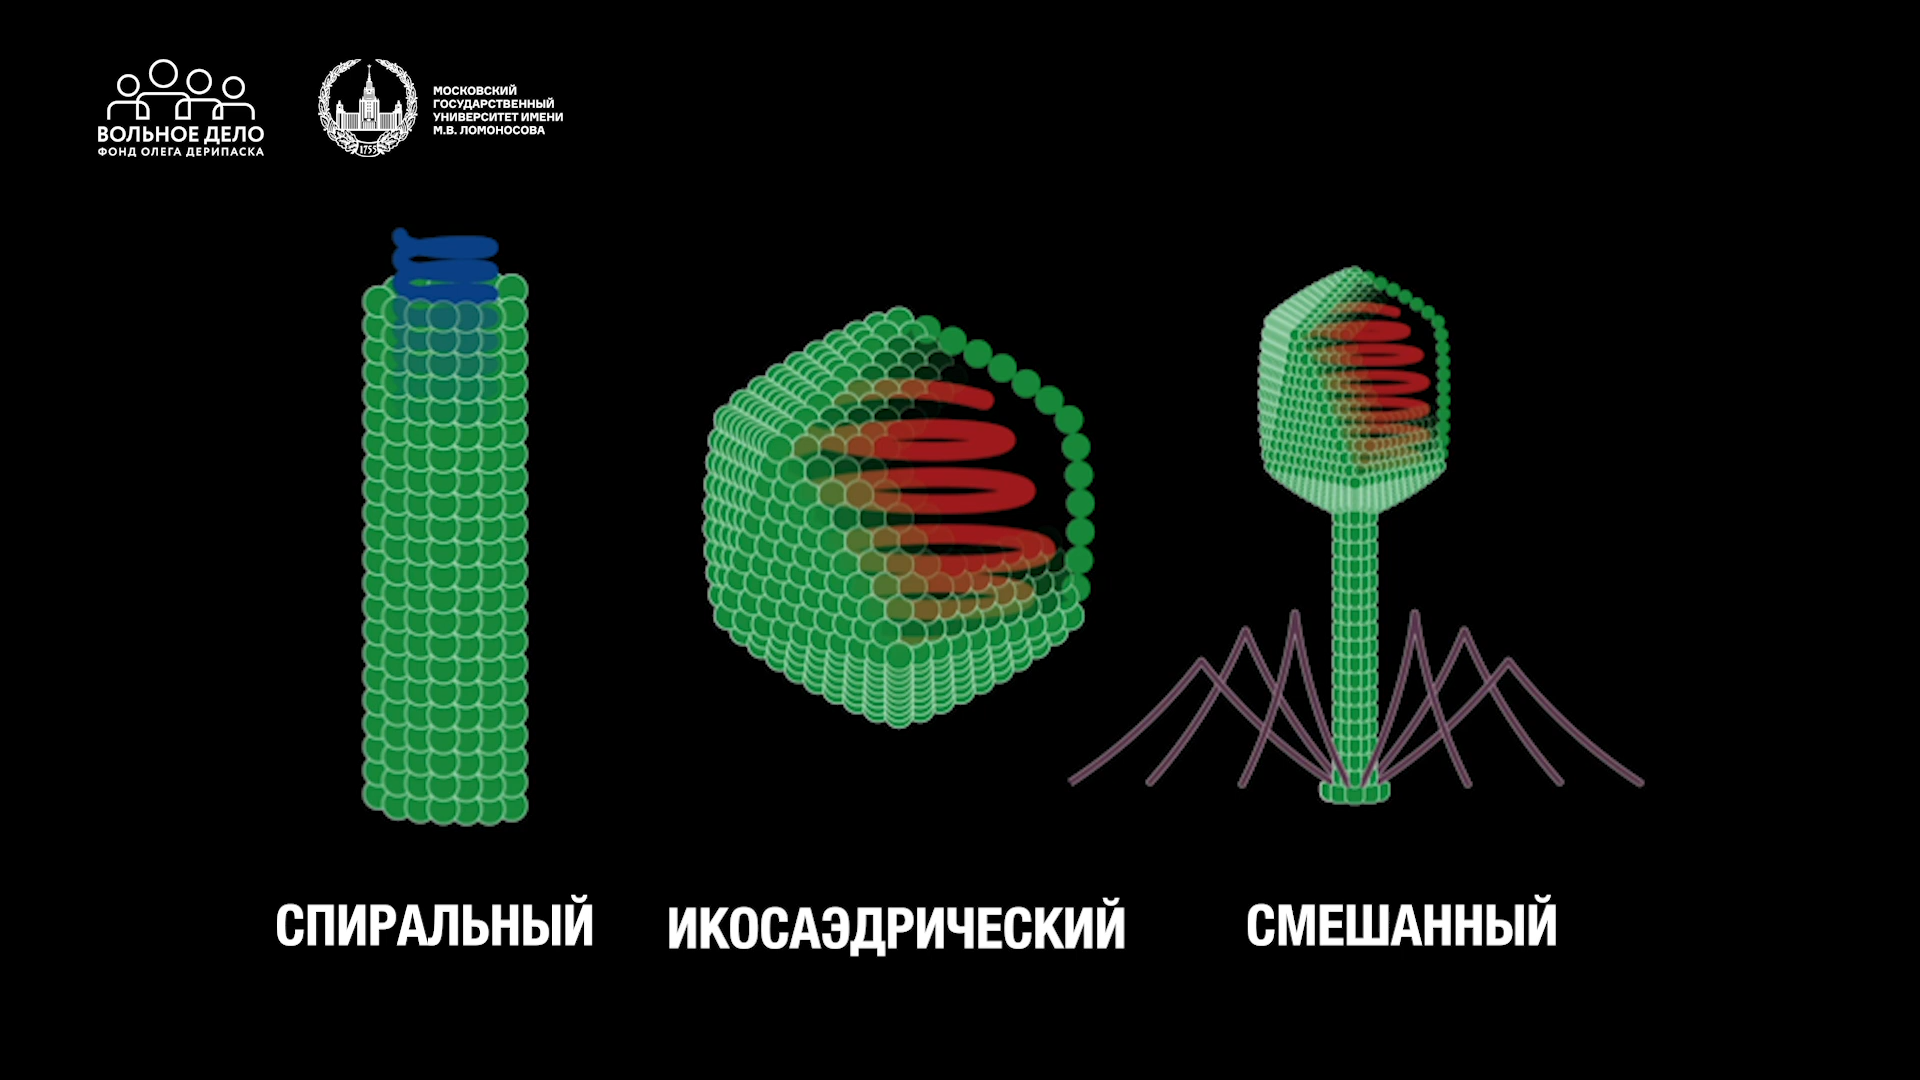 ВОЛЬНОЕ ДЕЛО
ФОНД ОЛЕГА ДЕРИПАСКА
1755
МОСКОВСКИЙ
ГОСУДАРСТВЕННЫЙ
УНИВЕРСИТЕТ ИМЕНИ
М.В. ЛОМОНОСОВА
СПИРАЛЬНЫЙ
ИКОСАЭДРИЧЕСКИЙ
СМЕШАННЫЙ